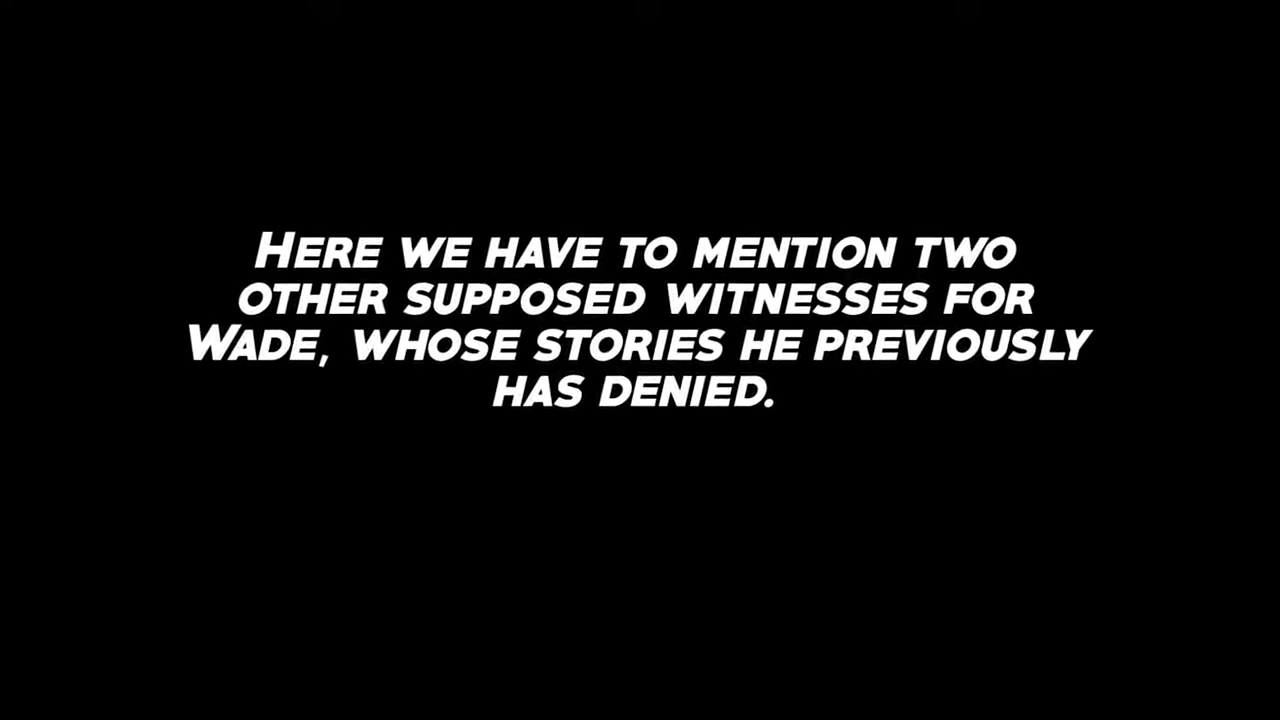 Here we have to mention two
other supposed witnesses for
Wade, whose stories he previously
has denied.